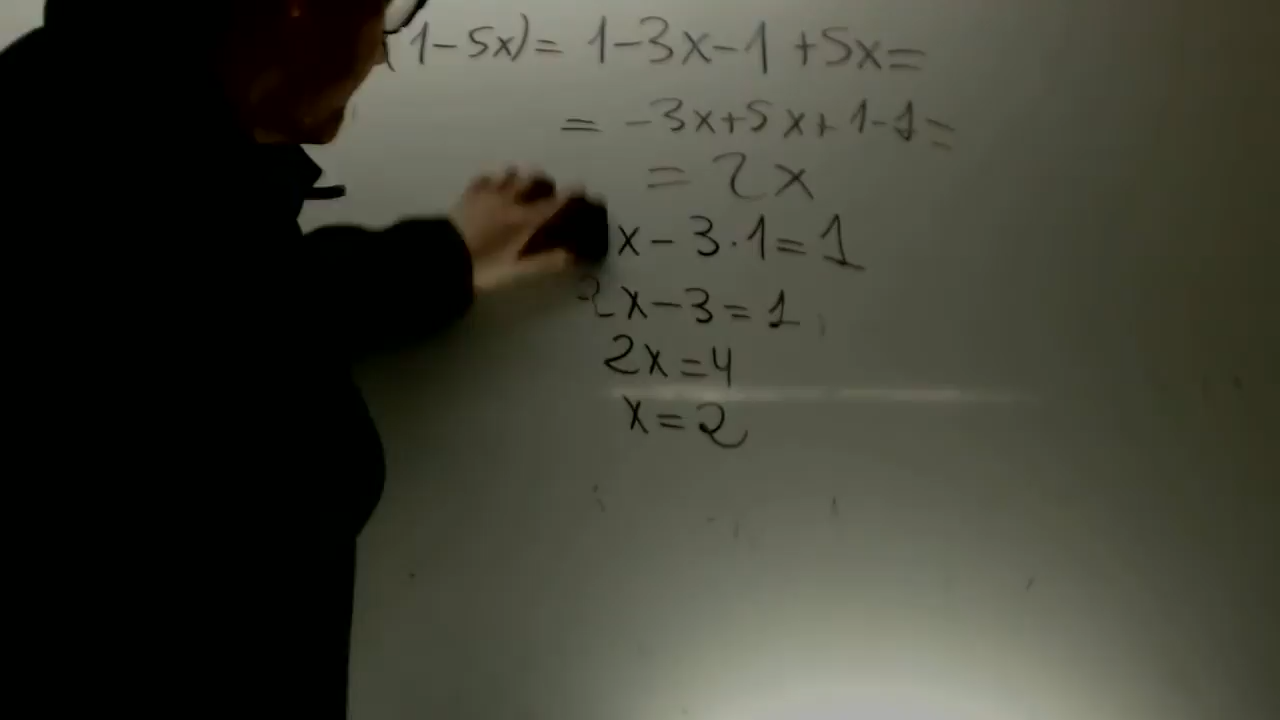 (1-5x)= 1-3x-1+5x=
= -3x+5x+1-1=
= 2x
x-3·1=1
2x-3=1
2x=4
x=2